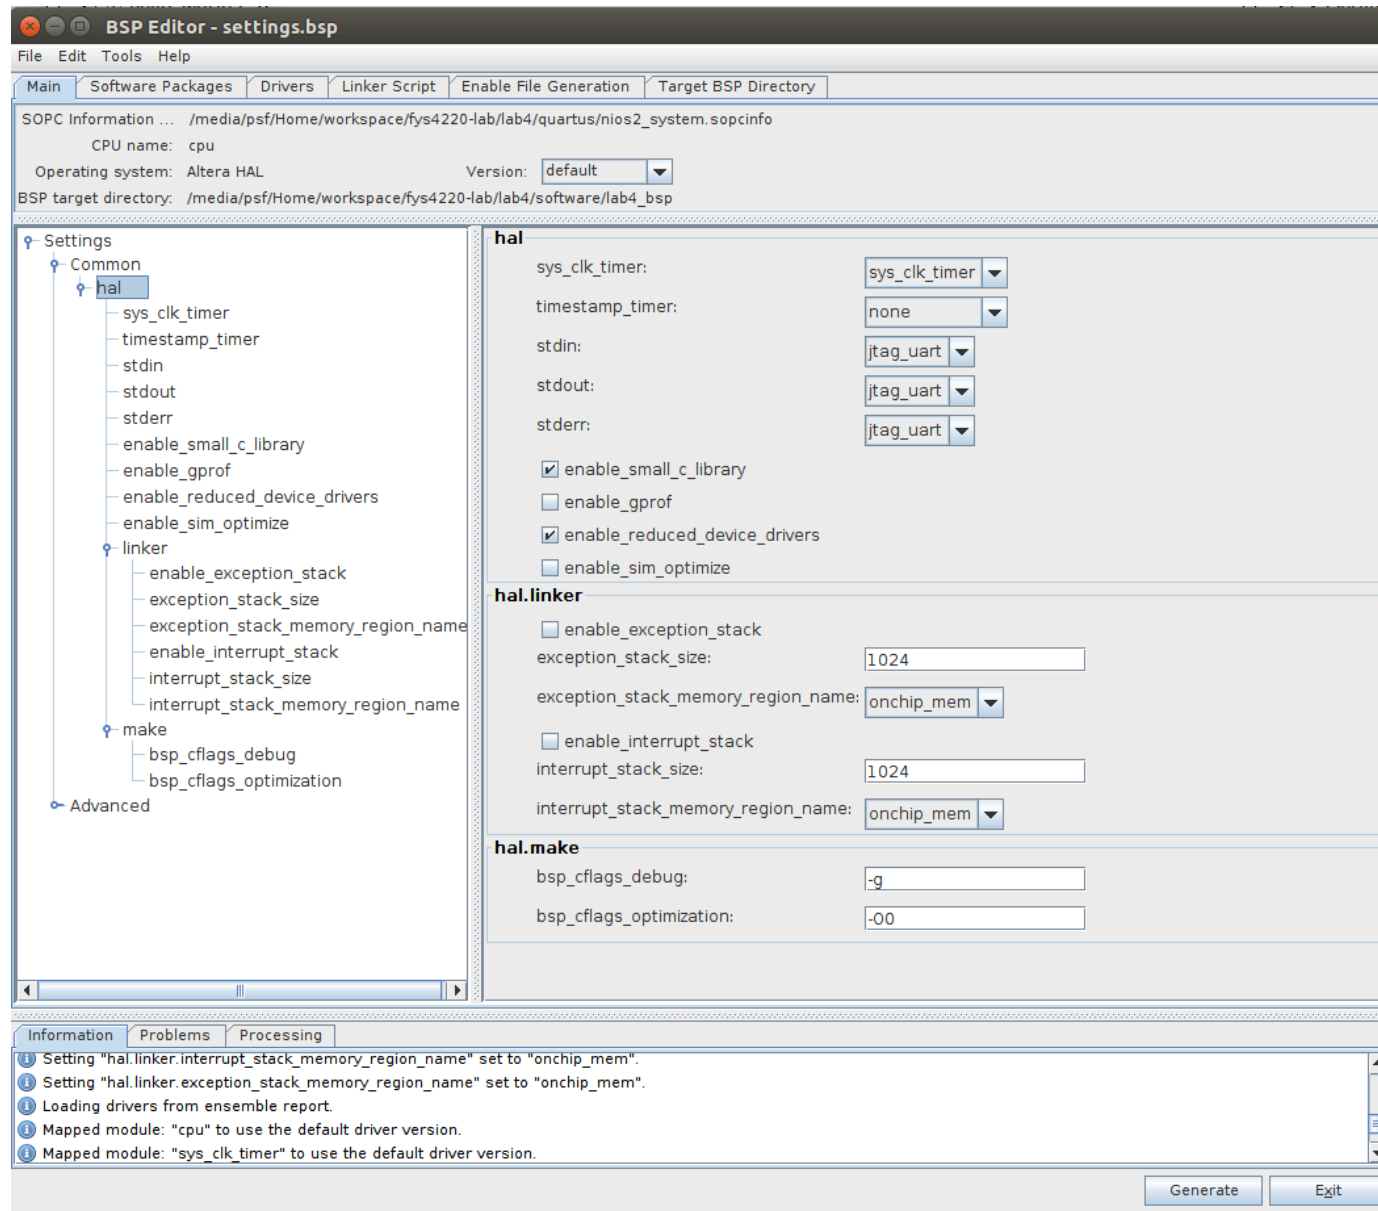 BSP Editor - settings.bsp
File Edit Tools Help
Main Software Packages Drivers Linker Script Enable File Generation Target BSP Directory
SOPC Information ... /media/psf/Home/workspace/fys4220-lab/lab4/quartus/nios2_system.sopcinfo
CPU name: cpu
Operating system: Altera HAL Version: default
BSP target directory: /media/psf/Home/workspace/fys4220-lab/lab4/software/lab4_bsp
Settings
Common
hal
sys_clk_timer
timestamp_timer
stdin
stdout
stderr
enable_small_c_library
enable_gprof
enable_reduced_device_drivers
enable_sim_optimize
linker
enable_exception_stack
exception_stack_size
exception_stack_memory_region_name
enable_interrupt_stack
interrupt_stack_size
interrupt_stack_memory_region_name
make
bsp_cflags_debug
bsp_cflags_optimization
Advanced
hal
sys_clk_timer: sys_clk_timer
timestamp_timer: none
stdin: jtag_uart
stdout: jtag_uart
stderr: jtag_uart
enable_small_c_library
enable_gprof
enable_reduced_device_drivers
enable_sim_optimize
hal.linker
enable_exception_stack
exception_stack_size: 1024
exception_stack_memory_region_name: onchip_mem
enable_interrupt_stack
interrupt_stack_size: 1024
interrupt_stack_memory_region_name: onchip_mem
hal.make
bsp_cflags_debug: -g
bsp_cflags_optimization: -O0
Information Problems Processing
Setting "hal.linker.interrupt_stack_memory_region_name" set to "onchip_mem".
Setting "hal.linker.exception_stack_memory_region_name" set to "onchip_mem".
Loading drivers from ensemble report.
Mapped module: "cpu" to use the default driver version.
Mapped module: "sys_clk_timer" to use the default driver version.
Generate Exit